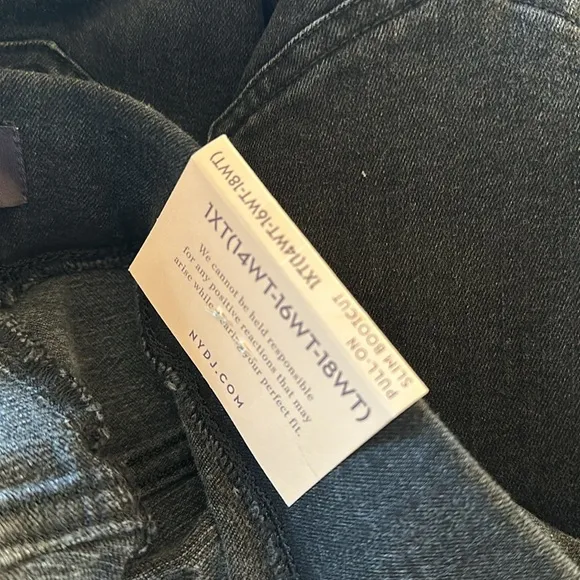 PULL-ON
SLIM BOOTCUT 1XT(14WT-16WT-18WT)
1XT(14WT-16WT-18WT)
We cannot be held responsible
for any positive reactions that may
arise while wearing your perfect fit.
NYDJ.COM